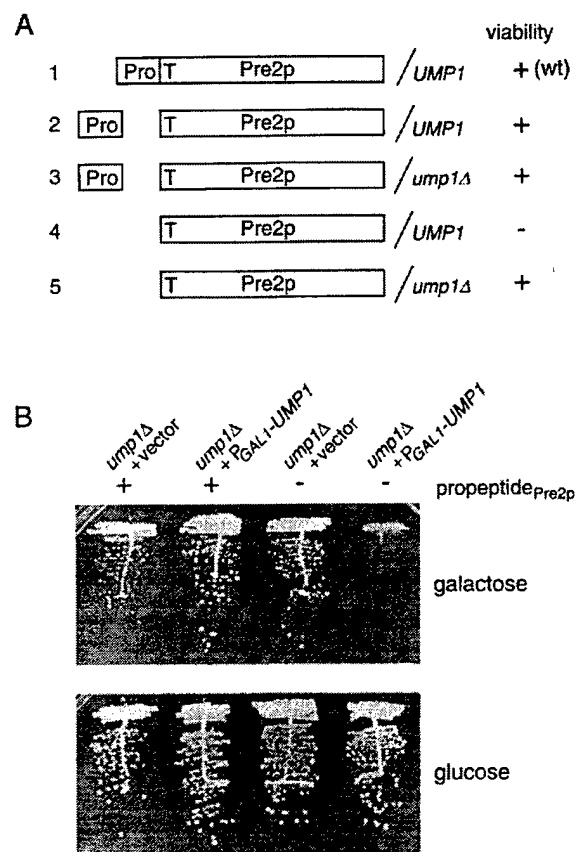 A
viability
1 Pro T Pre2p /UMP1 + (wt)
2 Pro T Pre2p /UMP1 +
3 Pro T Pre2p /ump1Δ +
4 T Pre2p /UMP1 -
5 T Pre2p /ump1Δ +
B
ump1Δ +vector
ump1Δ + PGAL1-UMP1
ump1Δ +vector
ump1Δ + PGAL1-UMP1
+ + - - propeptidePre2p
galactose
glucose